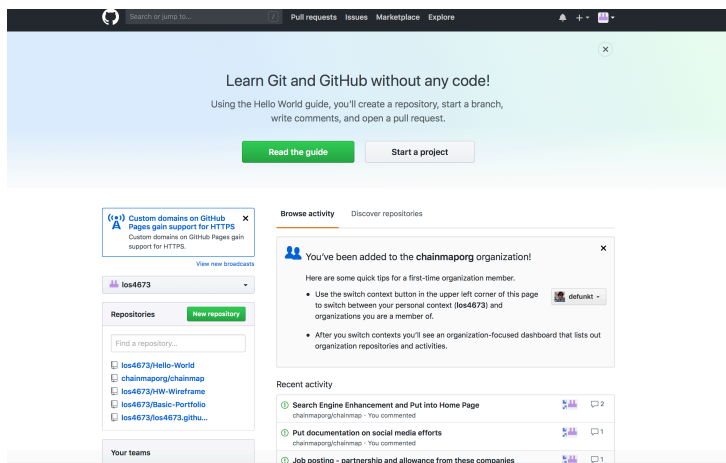 Search or jump to...
/
Pull requests Issues Marketplace Explore
Learn Git and GitHub without any code!
Using the Hello World guide, you'll create a repository, start a branch,
write comments, and open a pull request.
Read the guide
Start a project
Custom domains on GitHub
Pages gain support for HTTPS
Custom domains on GitHub Pages gain
support for HTTPS.
View new broadcasts
los4673
Repositories
New repository
Find a repository...
los4673/Hello-World
chainmaporg/chainmap
los4673/HW-Wireframe
los4673/Basic-Portfolio
los4673/los4673.githu...
Your teams
Browse activity
Discover repositories
You've been added to the chainmaporg organization!
Here are some quick tips for a first-time organization member.
• Use the switch context button in the upper left corner of this page
to switch between your personal context (los4673) and
organizations you are a member of.
defunkt
• After you switch contexts you'll see an organization-focused dashboard that lists out
organization repositories and activities.
Recent activity
Search Engine Enhancement and Put into Home Page
2
chainmaporg/chainmap · You commented
Put documentation on social media efforts
1
chainmaporg/chainmap · You commented
Job posting - partnership and allowance from these companies
1